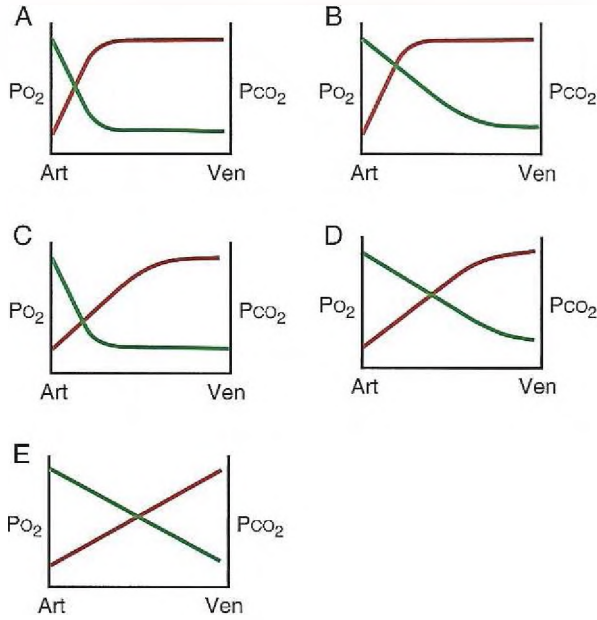 A
B
PO₂
PCO₂
PO₂
PCO₂
Art
Ven
Art
Ven
C
D
PO₂
PCO₂
PO₂
PCO₂
Art
Ven
Art
Ven
E
PO₂
PCO₂
Art
Ven